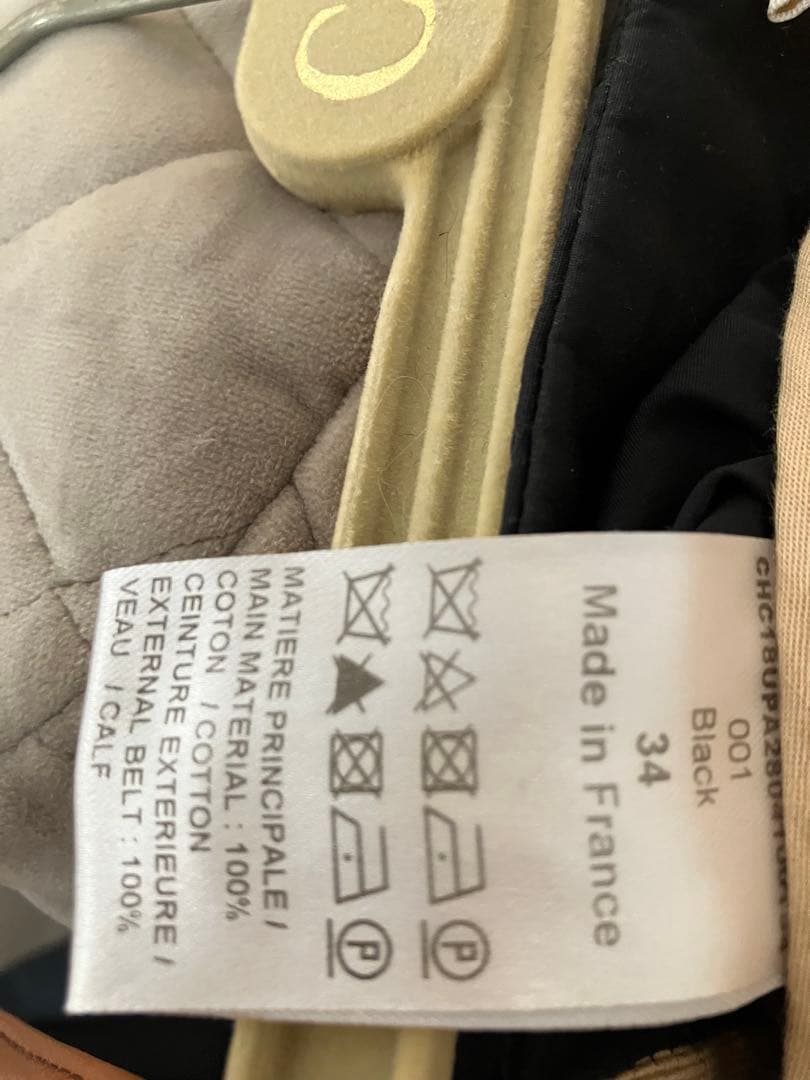 C
001
Black
34
Made in France
P
P
MATIERE PRINCIPALE /
MAIN MATERIAL : 100%
COTON / COTTON
CEINTURE EXTERIEURE /
EXTERNAL BELT : 100%
VEAU / CALF